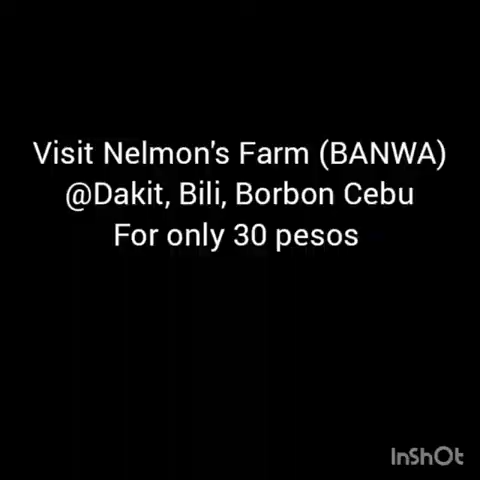 Visit Nelmon's Farm (BANWA)
@Dakit, Bili, Borbon Cebu
For only 30 pesos
InShOt